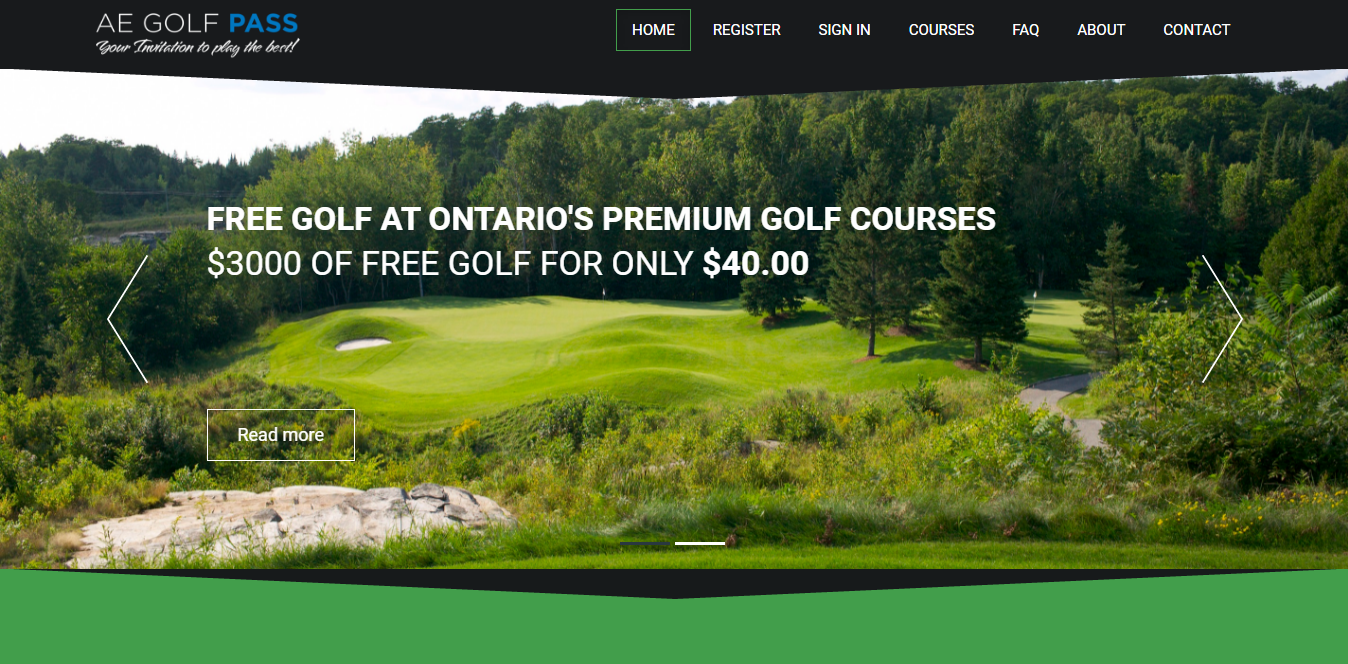 AE GOLF PASS
Your Invitation to play the best!
HOME REGISTER SIGN IN COURSES FAQ ABOUT CONTACT
FREE GOLF AT ONTARIO'S PREMIUM GOLF COURSES
$3000 OF FREE GOLF FOR ONLY $40.00
Read more